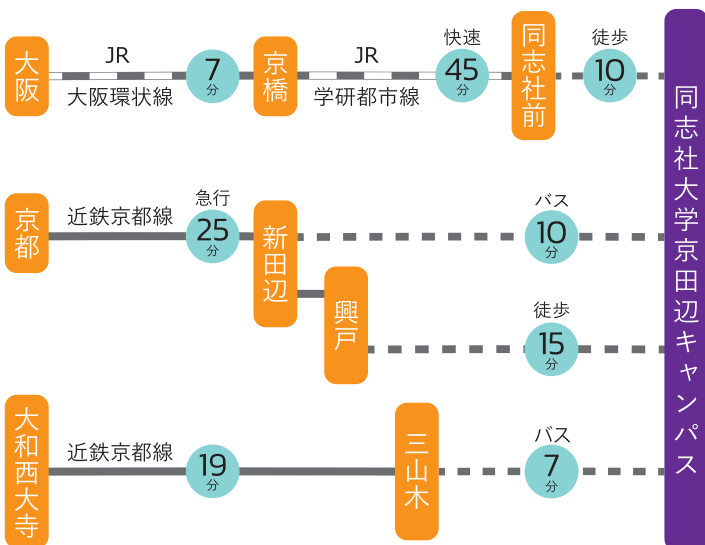 大阪
JR
大阪環状線
7分
京橋
JR
学研都市線
快速
45分
同志社前
徒歩
10分
京都
近鉄京都線
急行
25分
新田辺
バス
10分
興戸
徒歩
15分
大和西大寺
近鉄京都線
19分
三山木
バス
7分
同志社大学京田辺キャンパス